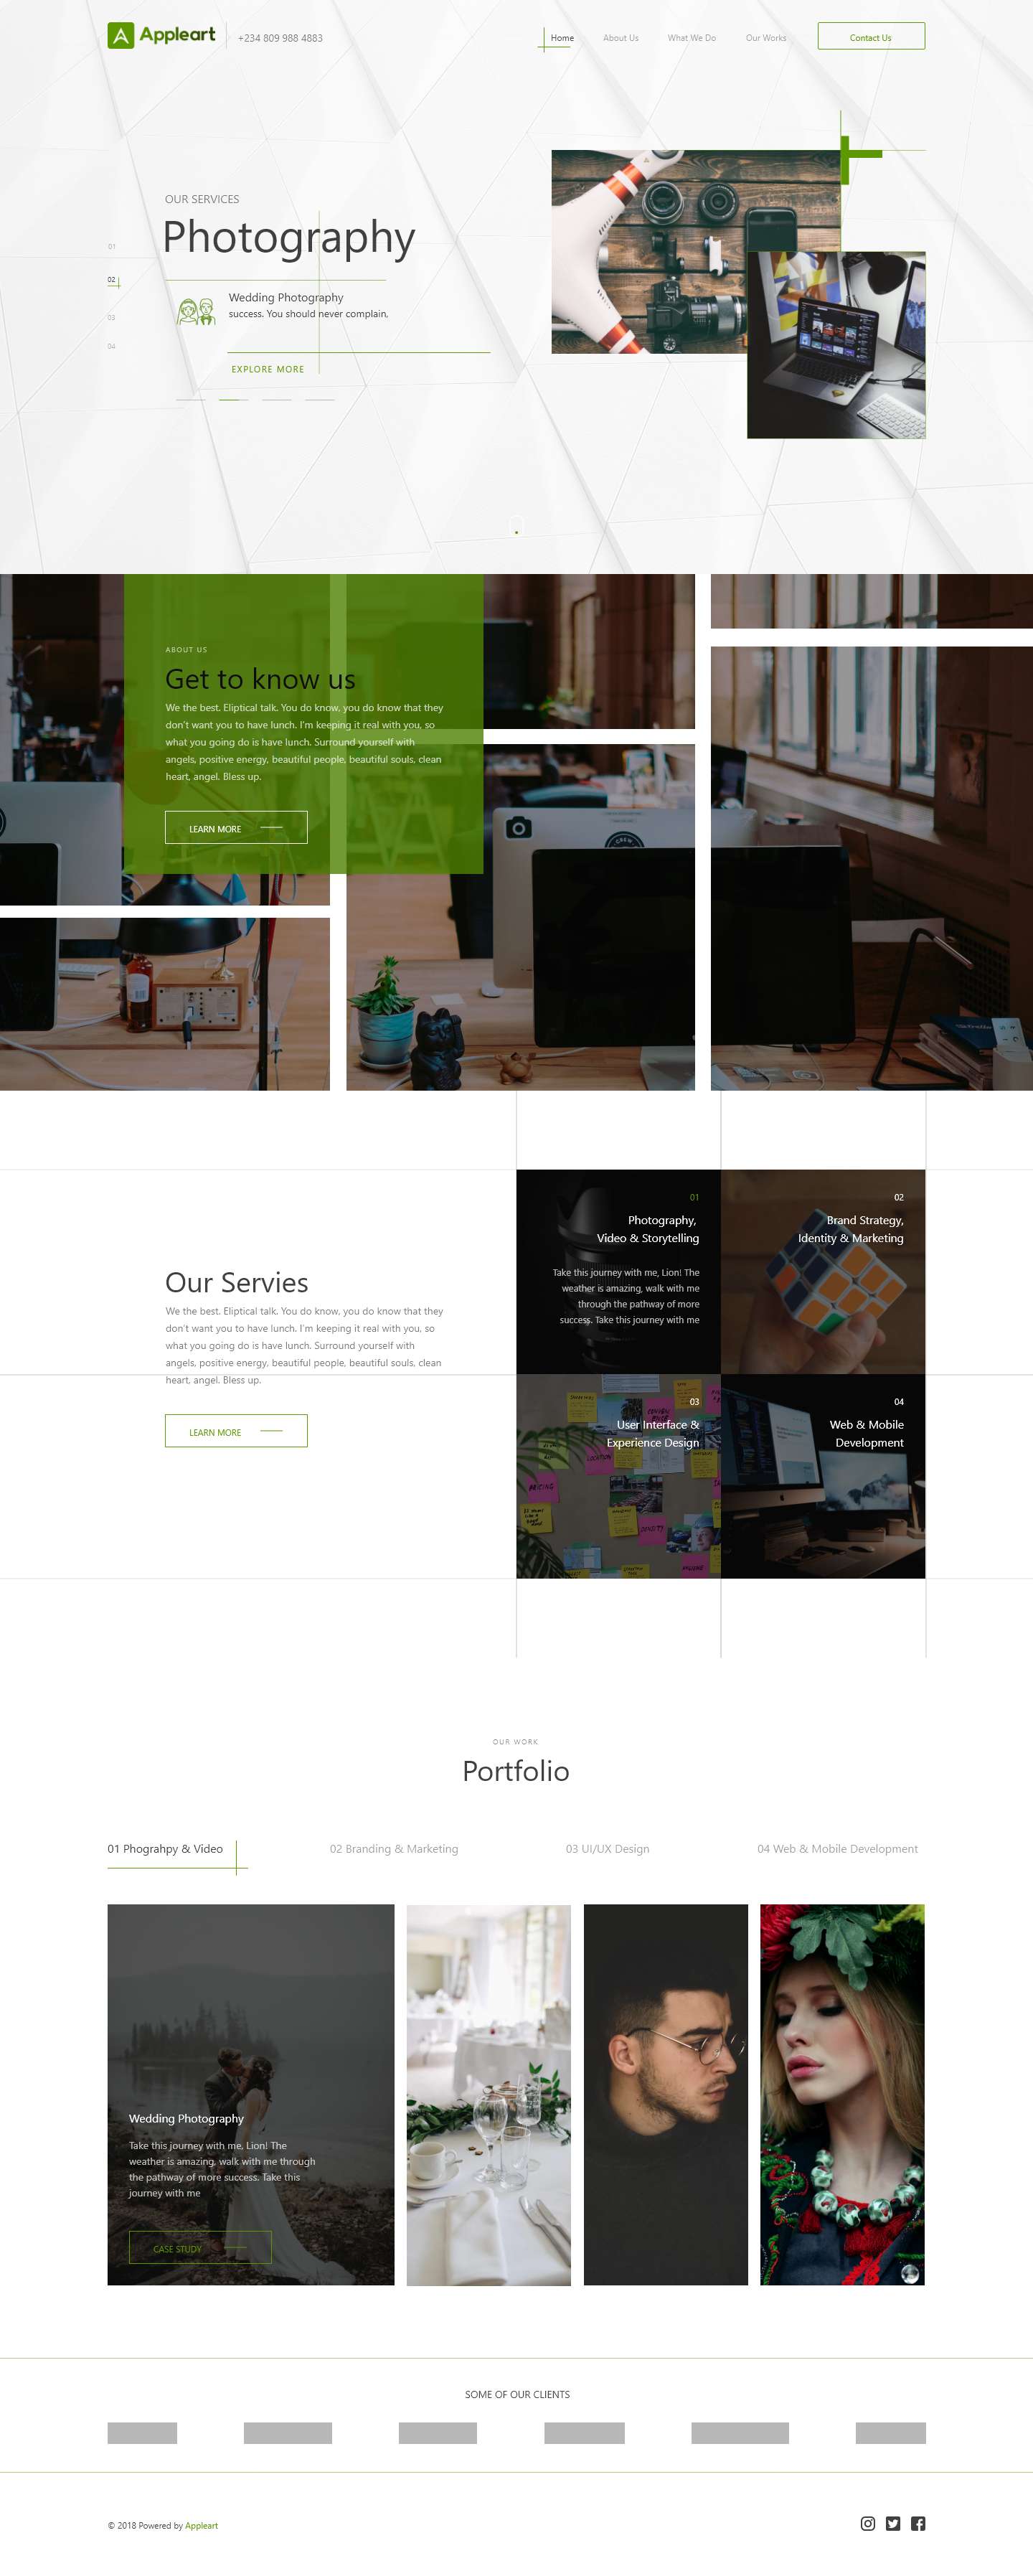 Appleart
+234 809 988 4883
Home
About Us
What We Do
Our Works
Contact Us
OUR SERVICES
Photography
01
02
03
04
Wedding Photography
success. You should never complain.
EXPLORE MORE
ABOUT US
Get to know us
We the best. Eliptical talk. You do know, you do know that they
don't want you to have lunch. I'm keeping it real with you, so
what you going do is have lunch. Surround yourself with
angels, positive energy, beautiful people, beautiful souls, clean
heart, angel. Bless up.
LEARN MORE
CREW
Our Servies
We the best. Eliptical talk. You do know, you do know that they
don't want you to have lunch. I'm keeping it real with you, so
what you going do is have lunch. Surround yourself with
angels, positive energy, beautiful people, beautiful souls, clean
heart, angel. Bless up.
LEARN MORE
01
Photography,
Video & Storytelling
Take this journey with me, Lion! The
weather is amazing, walk with me
through the pathway of more
success. Take this journey with me
02
Brand Strategy,
Identity & Marketing
03
User Interface &
Experience Design
04
Web & Mobile
Development
OUR WORK
Portfolio
01 Phograhpy & Video
02 Branding & Marketing
03 UI/UX Design
04 Web & Mobile Development
Wedding Photography
Take this journey with me, Lion! The
weather is amazing, walk with me through
the pathway of more success. Take this
journey with me
CASE STUDY
SOME OF OUR CLIENTS
© 2018 Powered by Appleart